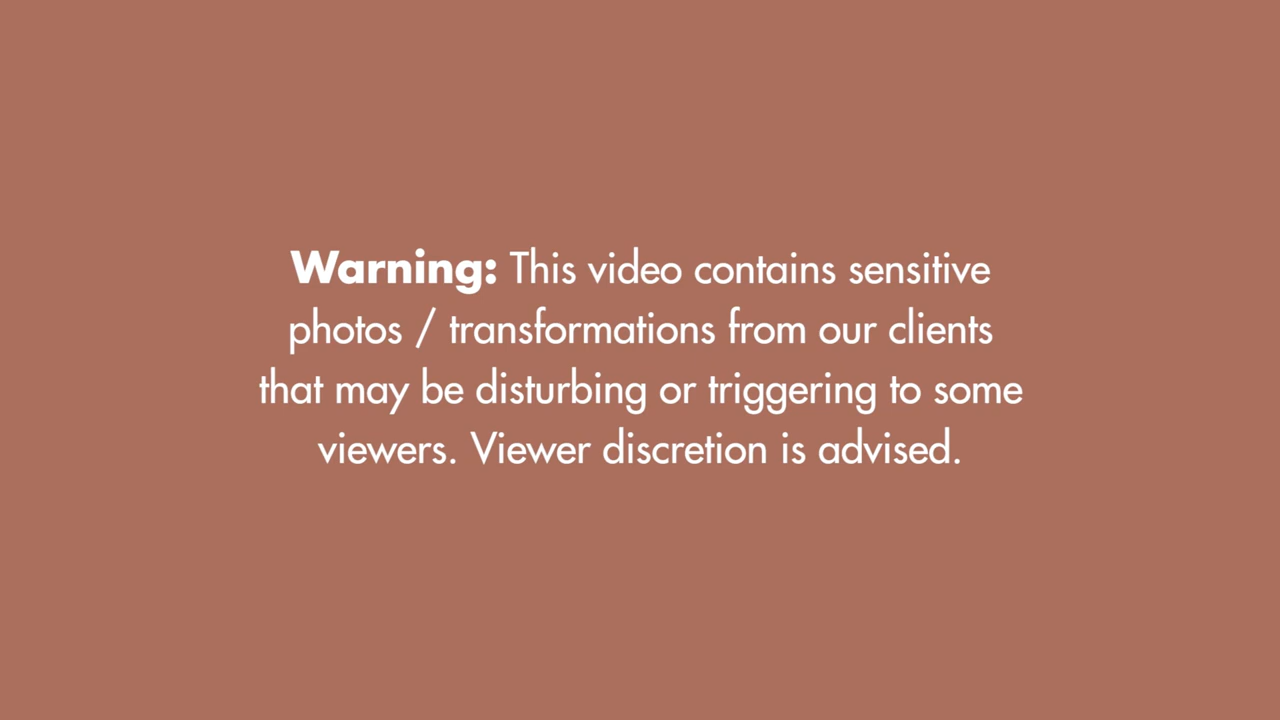 Warning: This video contains sensitive
photos / transformations from our clients
that may be disturbing or triggering to some
viewers. Viewer discretion is advised.